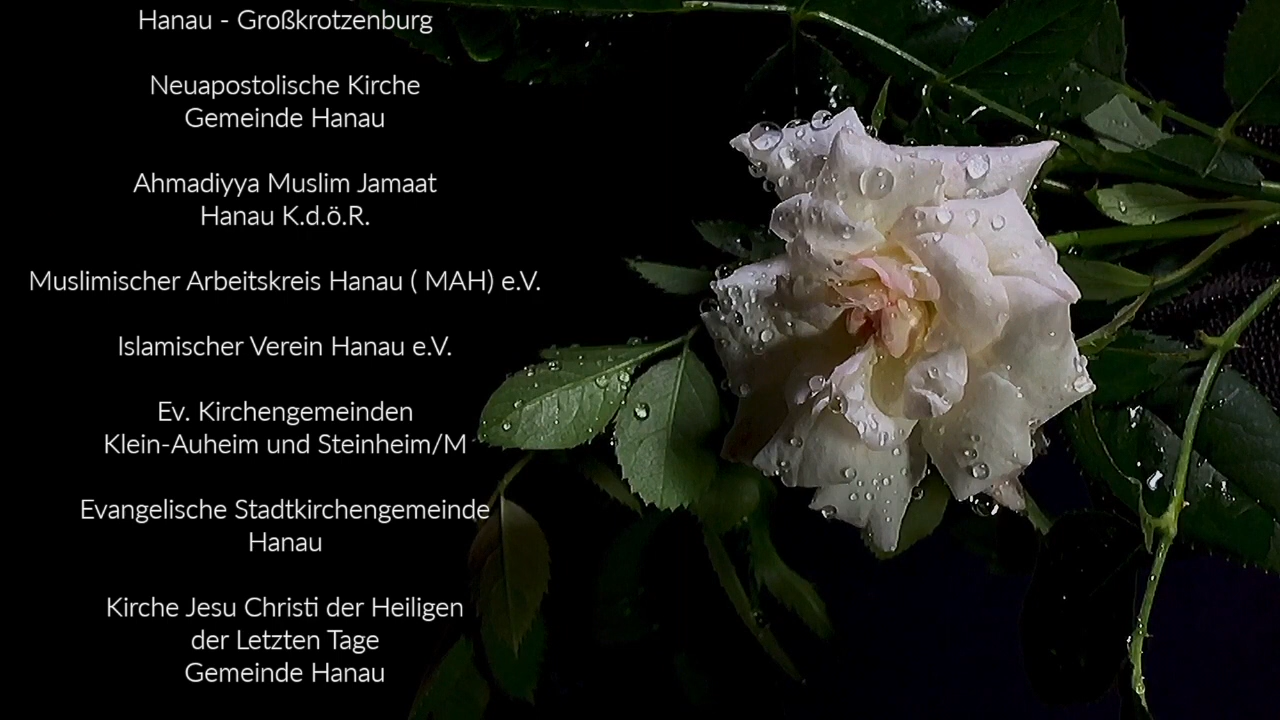 Hanau - Großkrotzenburg
Neuapostolische Kirche
Gemeinde Hanau
Ahmadiyya Muslim Jamaat
Hanau K.d.ö.R.
Muslimischer Arbeitskreis Hanau ( MAH) e.V.
Islamischer Verein Hanau e.V.
Ev. Kirchengemeinden
Klein-Auheim und Steinheim/M
Evangelische Stadtkirchengemeinde
Hanau
Kirche Jesu Christi der Heiligen
der Letzten Tage
Gemeinde Hanau